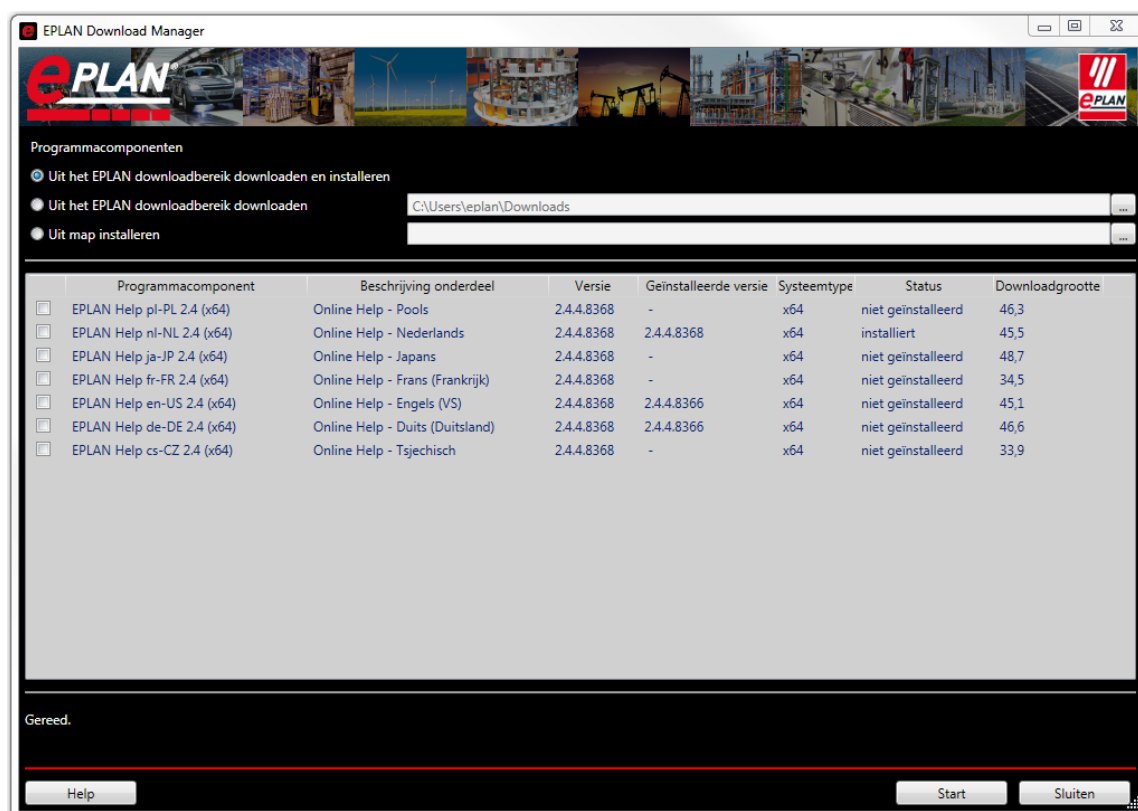 EPLAN Download Manager
ePLAN®
ePLAN
Programmacomponenten
Uit het EPLAN downloadbereik downloaden en installeren
Uit het EPLAN downloadbereik downloaden C:\Users\eplan\Downloads ...
Uit map installeren ...
Programmacomponent Beschrijving onderdeel Versie Geïnstalleerde versie Systeemtype Status Downloadgrootte
EPLAN Help pl-PL 2.4 (x64) Online Help - Pools 2.4.4.8368 - x64 niet geïnstalleerd 46,3
EPLAN Help nl-NL 2.4 (x64) Online Help - Nederlands 2.4.4.8368 2.4.4.8368 x64 installiert 45,5
EPLAN Help ja-JP 2.4 (x64) Online Help - Japans 2.4.4.8368 - x64 niet geïnstalleerd 48,7
EPLAN Help fr-FR 2.4 (x64) Online Help - Frans (Frankrijk) 2.4.4.8368 - x64 niet geïnstalleerd 34,5
EPLAN Help en-US 2.4 (x64) Online Help - Engels (VS) 2.4.4.8368 2.4.4.8366 x64 niet geïnstalleerd 45,1
EPLAN Help de-DE 2.4 (x64) Online Help - Duits (Duitsland) 2.4.4.8368 2.4.4.8366 x64 niet geïnstalleerd 46,6
EPLAN Help cs-CZ 2.4 (x64) Online Help - Tsjechisch 2.4.4.8368 - x64 niet geïnstalleerd 33,9
Gereed.
Help Start Sluiten